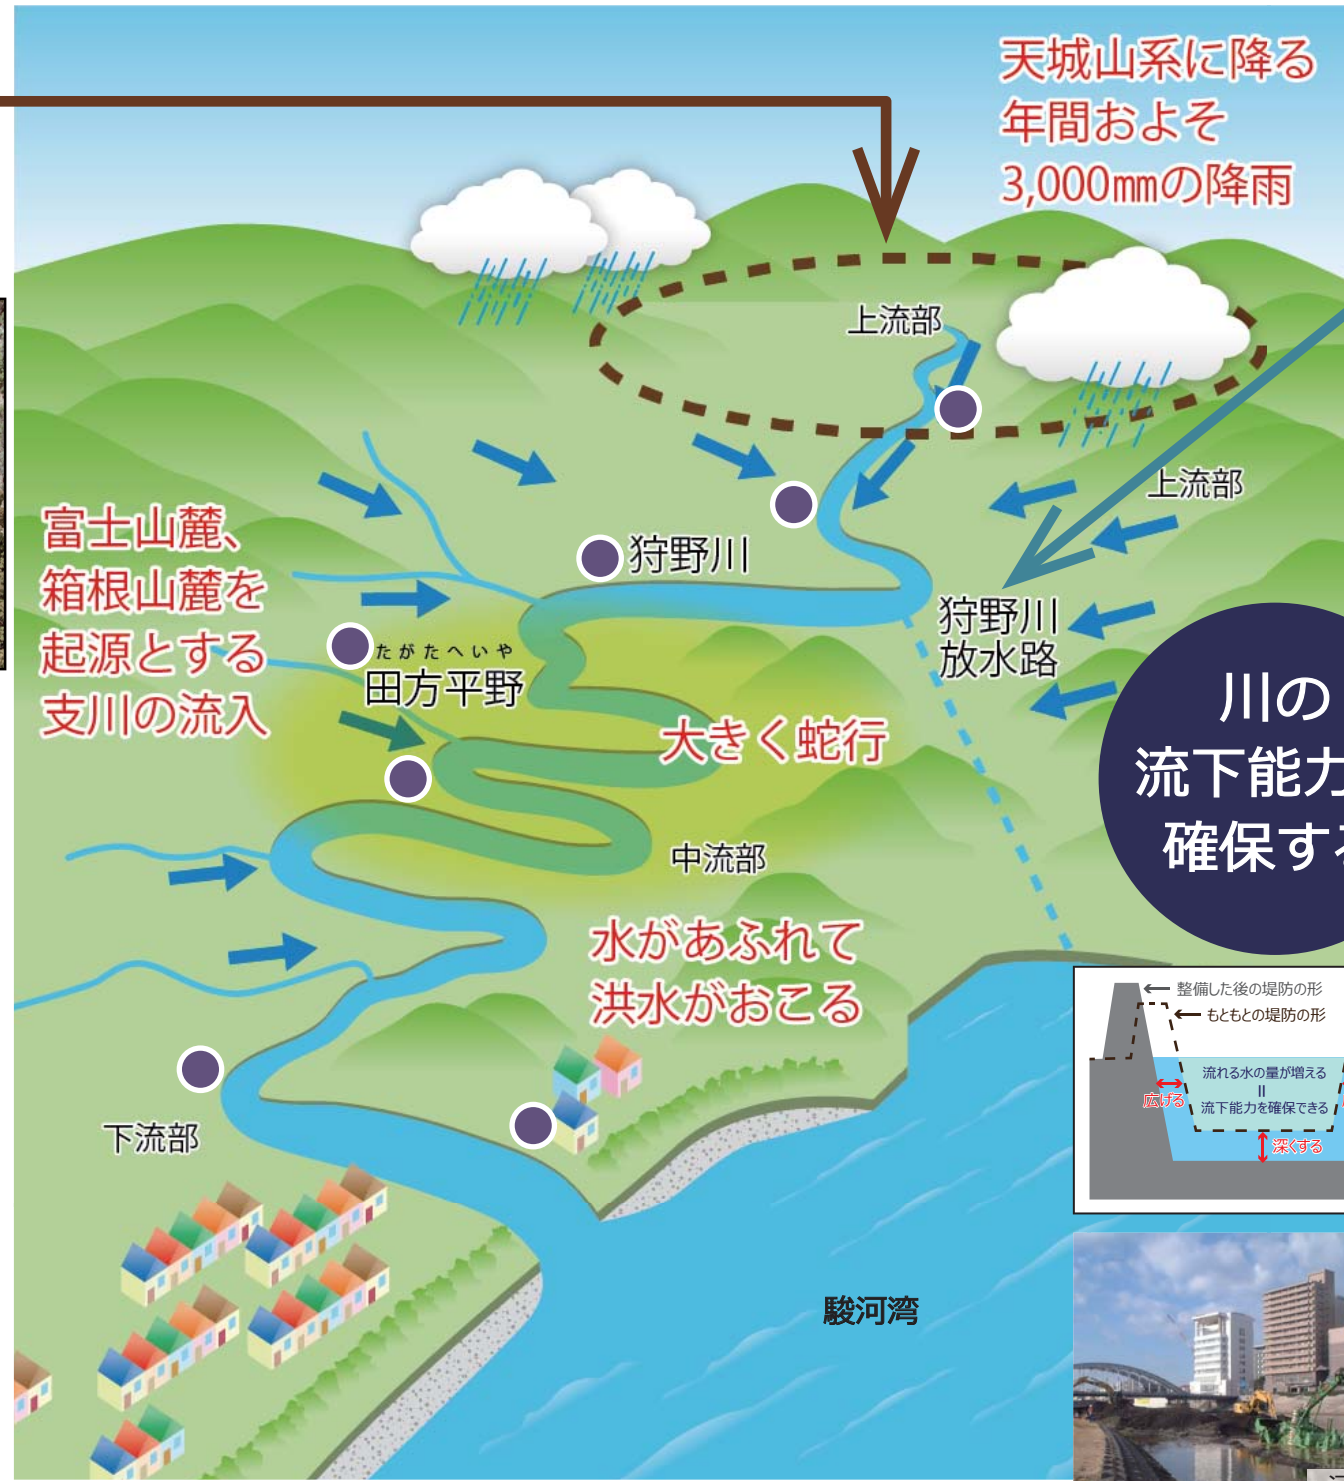 天城山系に降る
年間およそ
3,000㎜の降雨
上流部
上流部
富士山麓、
箱根山麓を
起源とする
支川の流入
狩野川
狩野川
放水路
たがたへいや
田方平野
大きく蛇行
中流部
川の
流下能力
確保する
水があふれて
洪水がおこる
整備した後の堤防の形
もともとの堤防の形
流れる水の量が増える
=
流下能力を確保できる
広げる
深くする
下流部
駿河湾